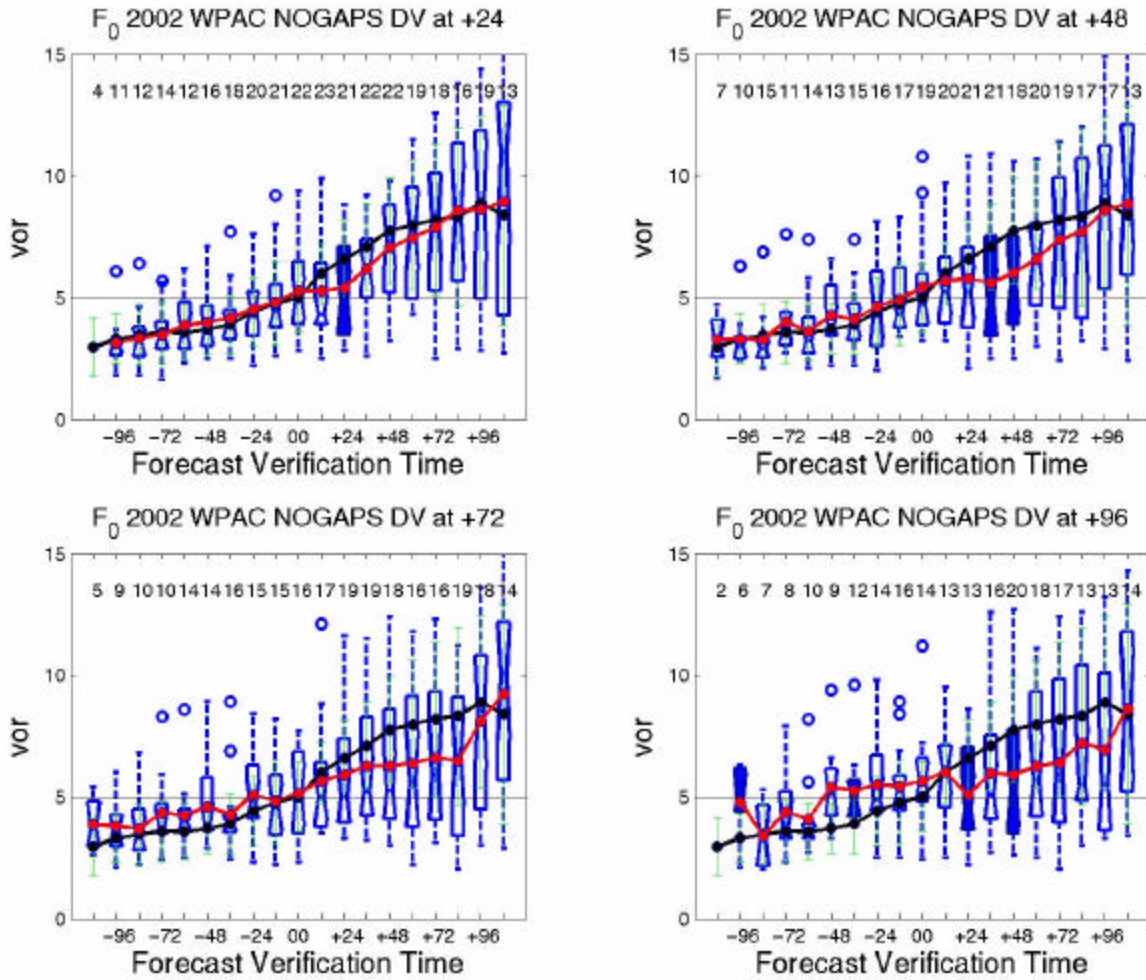 F0 2002 WPAC NOGAPS DV at +24
15
4 11 12 14 12 16 18 20 21 22 23 21 22 22 19 18 16 19 13
10
vor
5
0
−96 −72 −48 −24 00 +24 +48 +72 +96
Forecast Verification Time
F0 2002 WPAC NOGAPS DV at +48
15
7 10 15 11 14 13 15 16 17 19 20 20 21 18 20 19 17 17 13
10
vor
5
0
−96 −72 −48 −24 00 +24 +48 +72 +96
Forecast Verification Time
F0 2002 WPAC NOGAPS DV at +72
15
5 9 10 10 14 14 16 15 15 16 17 19 19 18 16 16 19 18 14
10
vor
5
0
−96 −72 −48 −24 00 +24 +48 +72 +96
Forecast Verification Time
F0 2002 WPAC NOGAPS DV at +96
15
2 6 7 8 10 9 12 14 16 14 13 13 16 20 18 17 13 13 14
10
vor
5
0
−96 −72 −48 −24 00 +24 +48 +72 +96
Forecast Verification Time